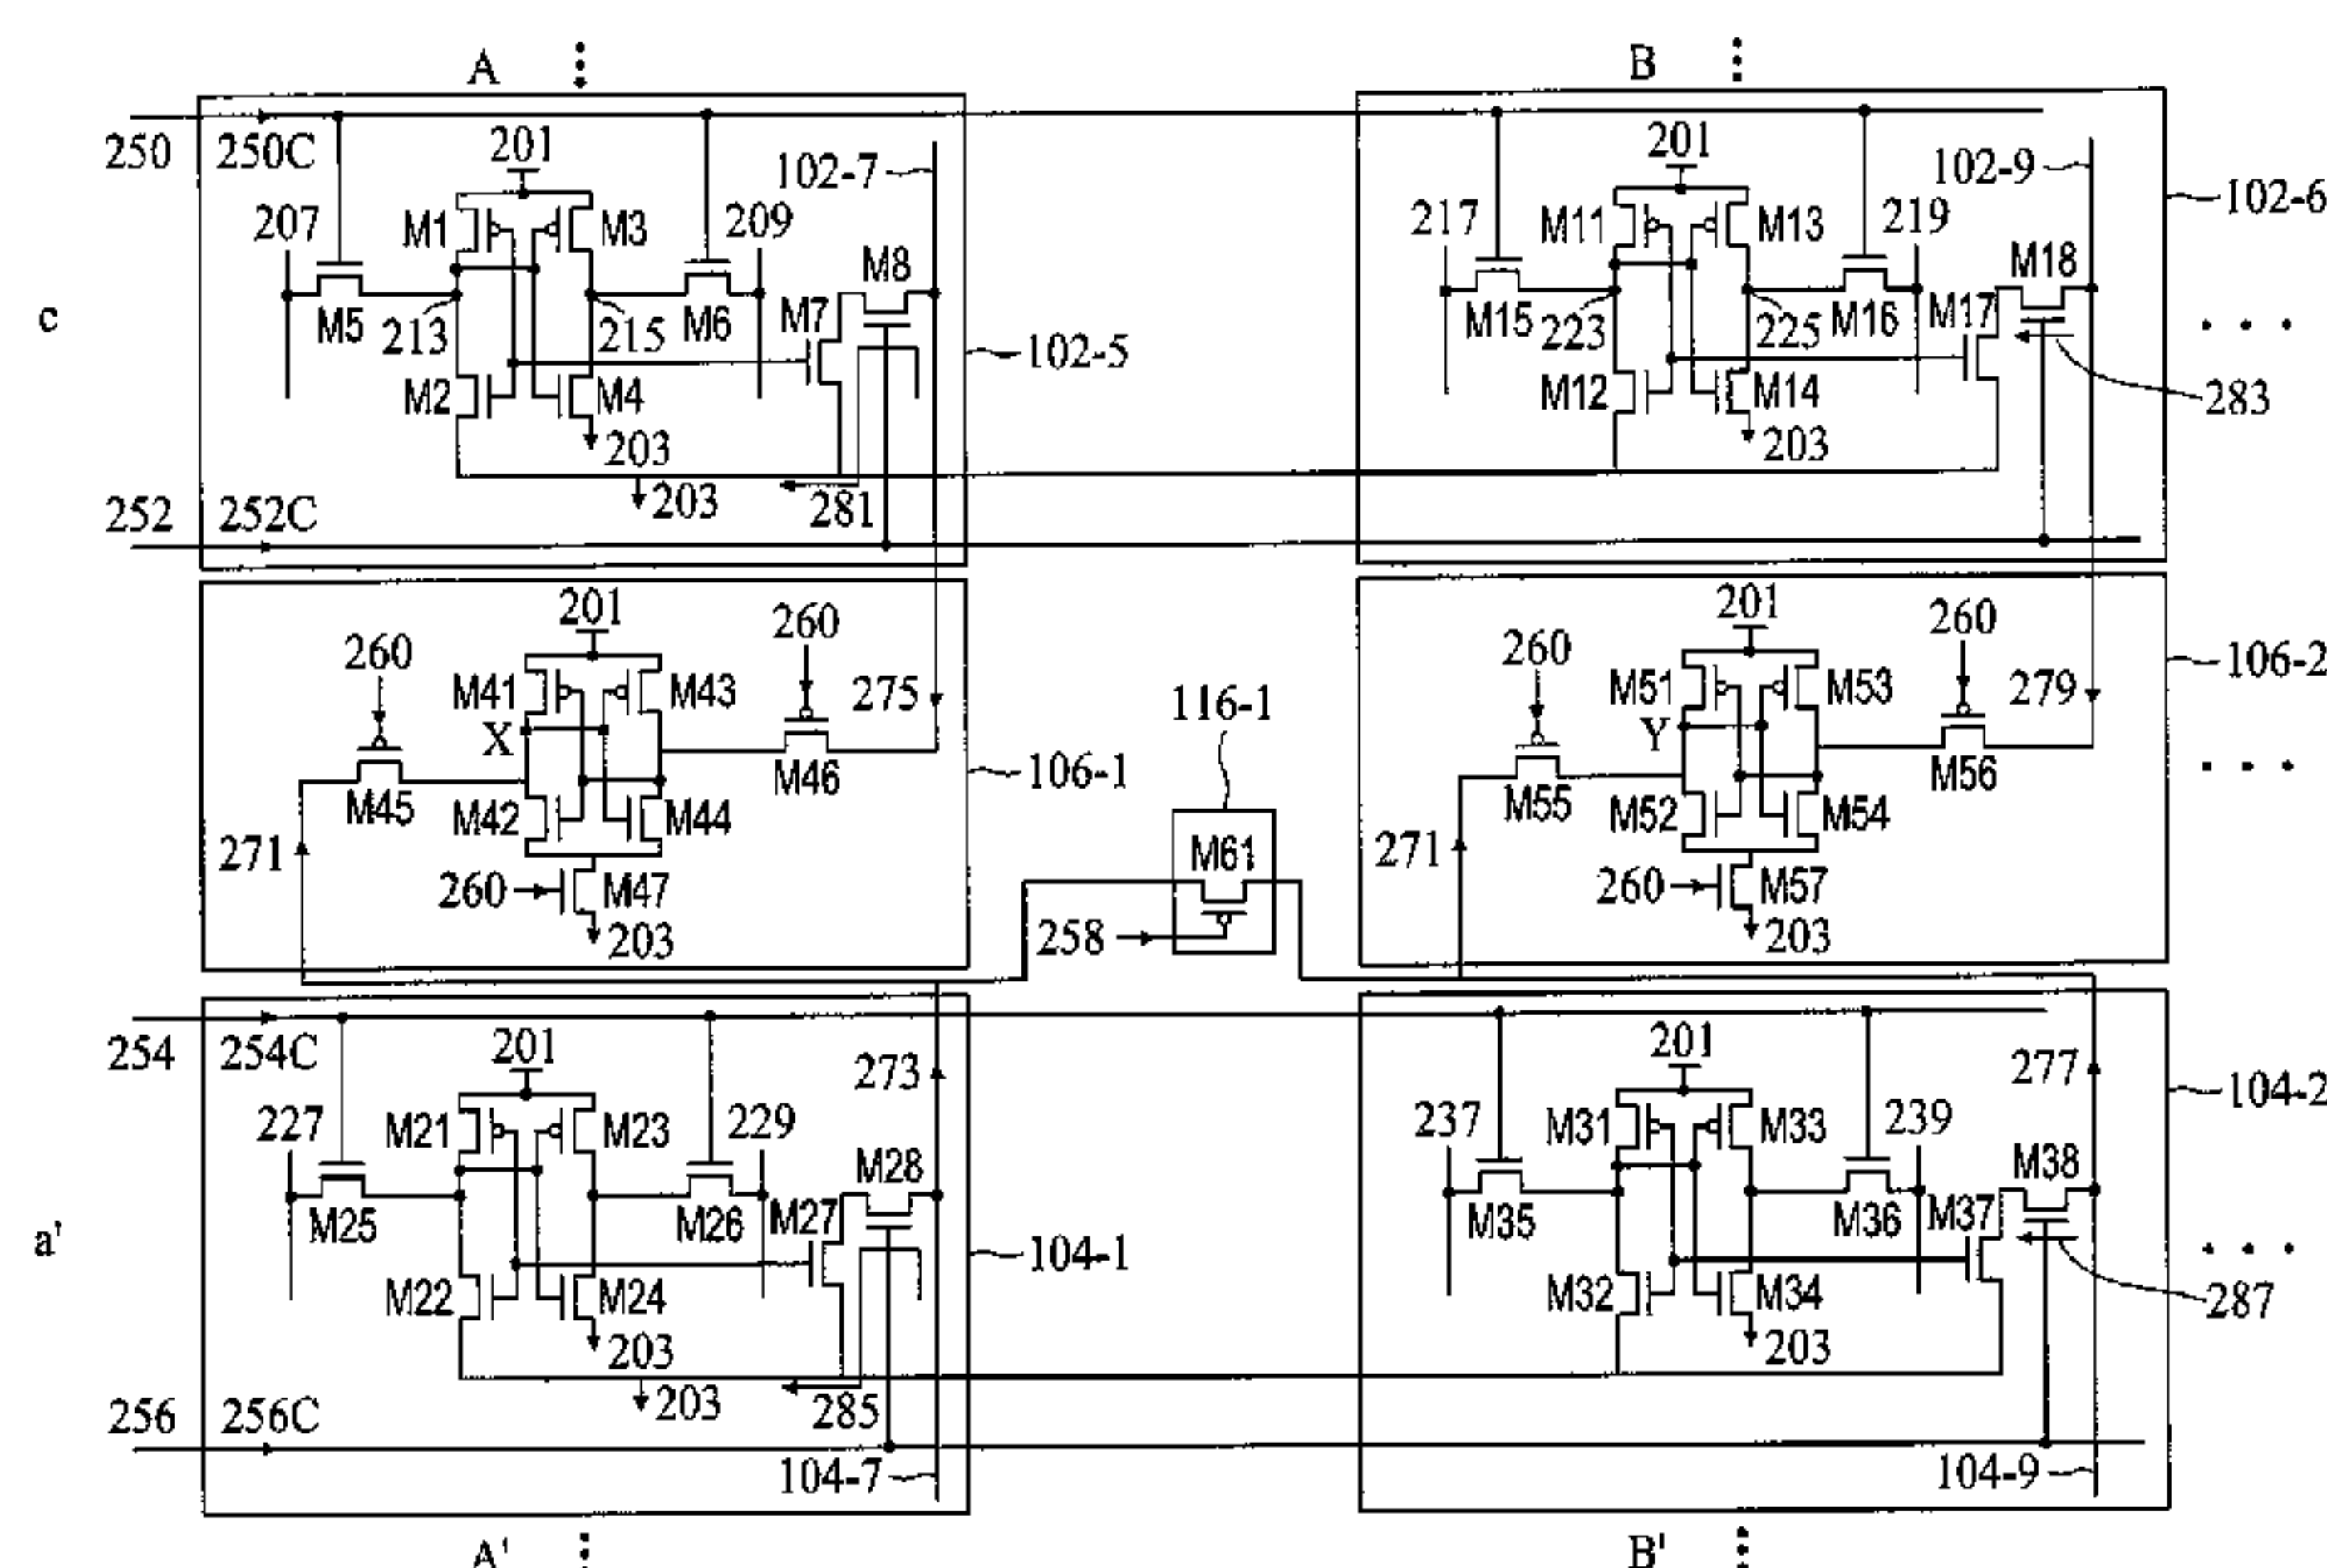 A B
250 250C 201 102-7 201 102-9 102-6
207 M1 M3 209 M8 217 M11 M13 219 M18
c M5 213 215 M6 M7 102-5 M15 223 225 M16 M17
M2 M4 203 M12 M14 203 283
252 252C 203 281
201 260 201 260
260 M41 M43 275 116-1 260 M51 M53 279 106-2
X M45 M46 106-1 Y M55 M56
M42 M44 M61 M52 M54
271 260 M47 203 258 271 260 M57 203
254 254C 201 273 201 277 104-2
227 M21 M23 229 M28 237 M31 M33 239 M38
a' M25 M26 M27 104-1 M35 M36 M37
M22 M24 203 M32 M34 203 287
256 256C 203 285
104-7 104-9
A' B'